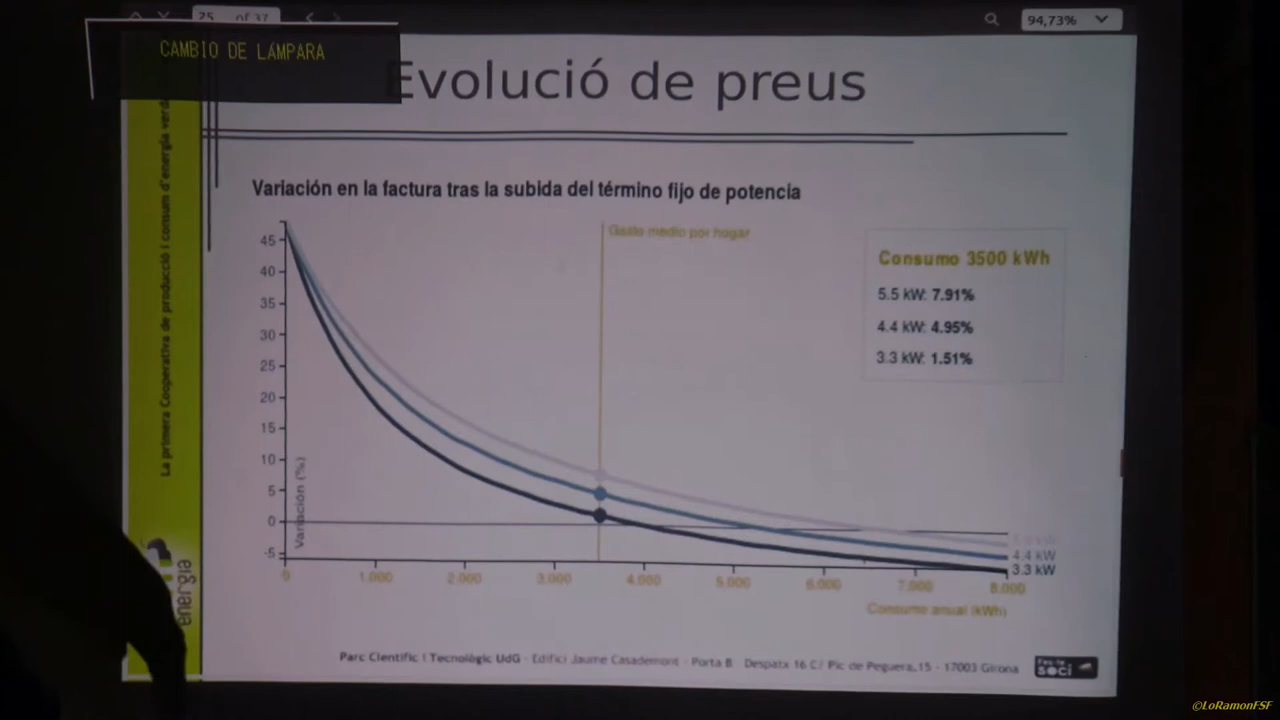 25 of 37
94,73%
CAMBIO DE LÁMPARA
Evolució de preus
La primera Cooperativa de producció i consum d'energia verda
Variación en la factura tras la subida del término fijo de potencia
Gasto medio por hogar
Consumo 3500 kWh
5.5 kW: 7.91%
4.4 kW: 4.95%
3.3 kW: 1.51%
45
40
35
30
25
20
15
10
5
0
-5
Variación (%)
4.4 kW
3.3 kW
0 1.000 2.000 3.000 4.000 5.000 6.000 7.000 8.000
Consumo anual (kWh)
energia
Parc Científic i Tecnològic UdG · Edifici Jaume Casademont · Porta B Despatx 16 C/ Pic de Peguera,15 - 17003 Girona
soci
©LoRamonFSF